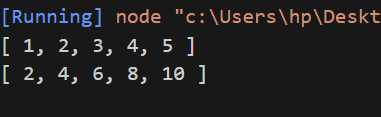 [Running] node "c:\Users\hp\Deskt
[ 1, 2, 3, 4, 5 ]
[ 2, 4, 6, 8, 10 ]